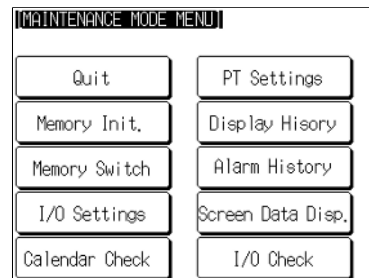 [MAINTENANCE MODE MENU]
Quit
PT Settings
Memory Init.
Display Hisory
Memory Switch
Alarm History
I/O Settings
Screen Data Disp.
Calendar Check
I/O Check